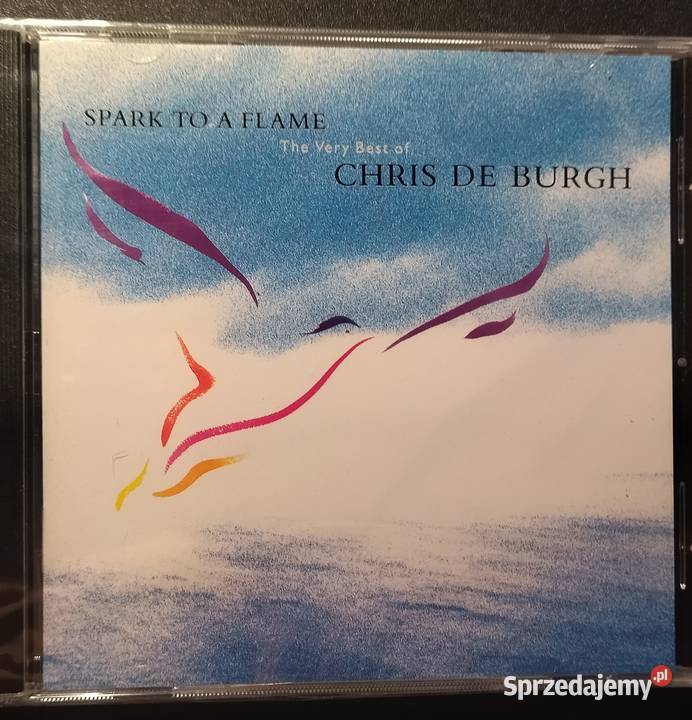 SPARK TO A FLAME
The Very Best of
CHRIS DE BURGH
Sprzedajemy.pl